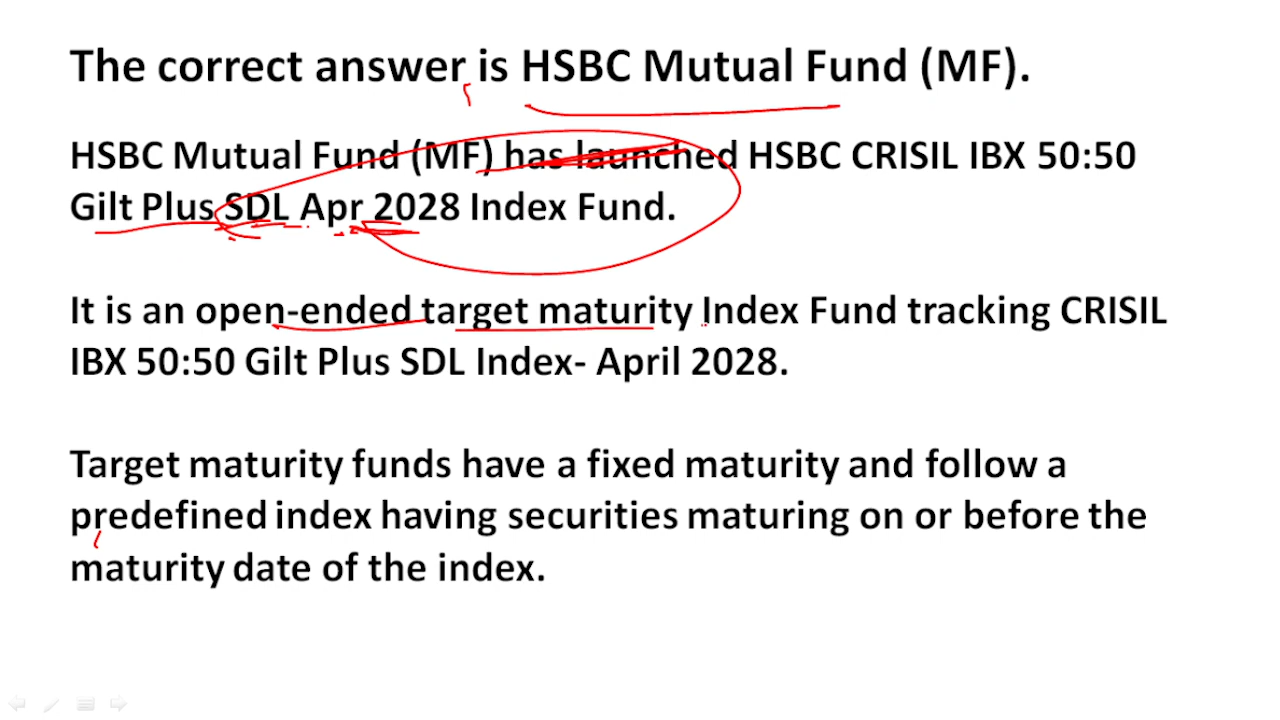 The correct answer is HSBC Mutual Fund (MF).
HSBC Mutual Fund (MF) has launched HSBC CRISIL IBX 50:50
Gilt Plus SDL Apr 2028 Index Fund.
It is an open-ended target maturity Index Fund tracking CRISIL
IBX 50:50 Gilt Plus SDL Index- April 2028.
Target maturity funds have a fixed maturity and follow a
predefined index having securities maturing on or before the
maturity date of the index.